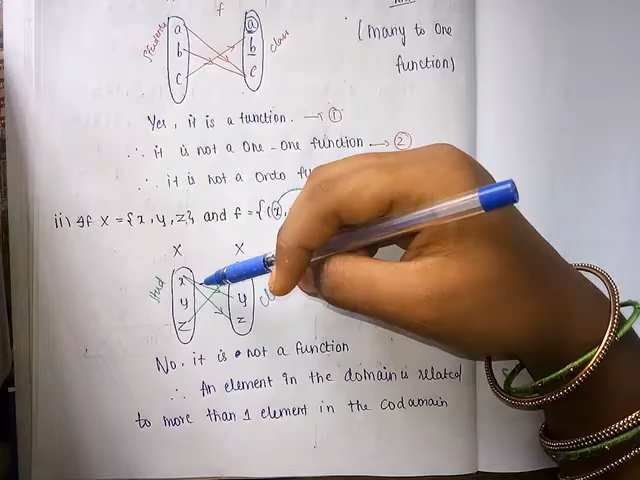 f
Students
a
b
c
a
b
c
class
(many to one
function)
Yes, it is a function. → ①
∴ it is not a one-one function → ②
∴ it is not a onto
ii) If X = {x, y, z} and f = {(x,
X X
Stud
x
y
z
y
z
No, it is not a function
∴ An element in the domain is related
to more than 1 element in the codamain